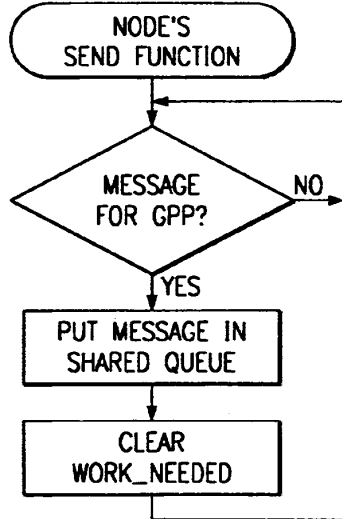 NODE'S
SEND FUNCTION
MESSAGE
FOR GPP?
NO
YES
PUT MESSAGE IN
SHARED QUEUE
CLEAR
WORK_NEEDED